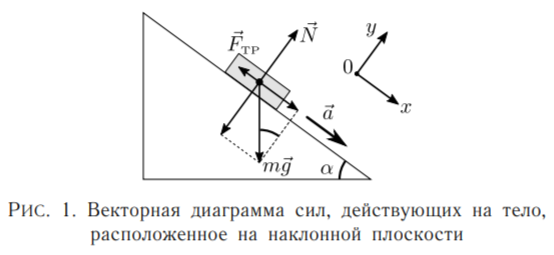 N⃗
y
F⃗ТР
0
x
a⃗
mg⃗
α
Рис. 1. Векторная диаграмма сил, действующих на тело,
расположенное на наклонной плоскости